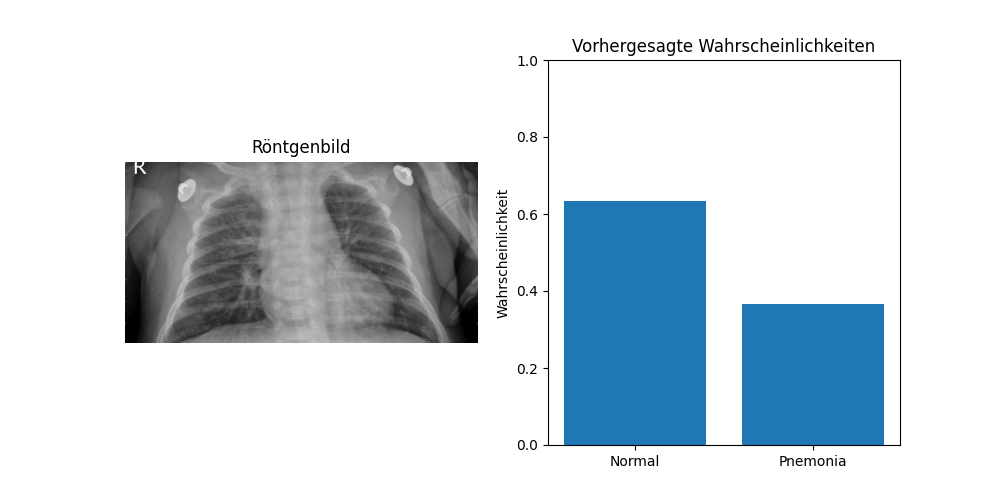 Röntgenbild
R
Vorhergesagte Wahrscheinlichkeiten
Wahrscheinlichkeit
1.0
0.8
0.6
0.4
0.2
0.0
Normal
Pnemonia